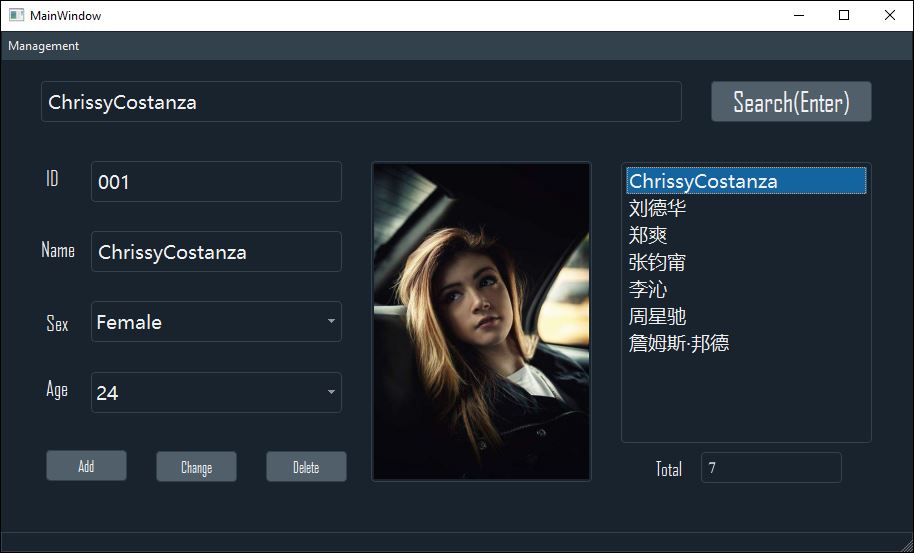 MainWindow
Management
ChrissyCostanza
Search(Enter)
ID
001
Name
ChrissyCostanza
Sex
Female
Age
24
Add
Change
Delete
ChrissyCostanza
刘德华
郑爽
张钧甯
李沁
周星驰
詹姆斯·邦德
Total
7